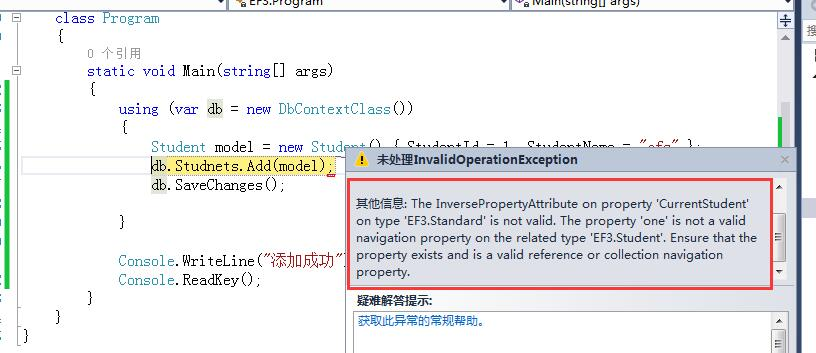 EF3.Program
Main(string[] args)
class Program
{
0 个引用
static void Main(string[] args)
{
using (var db = new DbContextClass())
{
Student model = new Student() { StudentId = 1, StudentName = "efs" };
db.Studnets.Add(model);
db.SaveChanges();
}
Console.WriteLine("添加成功"
Console.ReadKey();
}
}
}
未处理InvalidOperationException
其他信息: The InversePropertyAttribute on property 'CurrentStudent'
on type 'EF3.Standard' is not valid. The property 'one' is not a valid
navigation property on the related type 'EF3.Student'. Ensure that the
property exists and is a valid reference or collection navigation
property.
疑难解答提示:
获取此异常的常规帮助。
搜